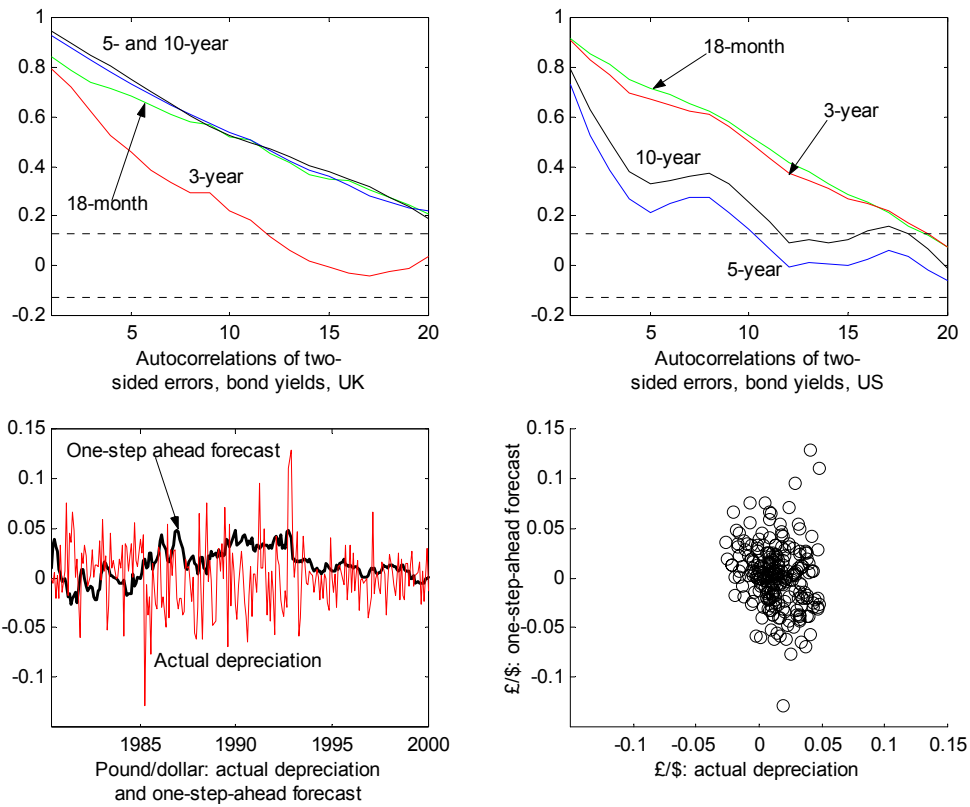 1
0.8
0.6
0.4
0.2
0
-0.2
5- and 10-year
3-year
18-month
5
10
15
20
Autocorrelations of two-
sided errors, bond yields, UK
1
0.8
0.6
0.4
0.2
0
-0.2
18-month
3-year
10-year
5-year
5
10
15
20
Autocorrelations of two-
sided errors, bond yields, US
0.15
0.1
0.05
0
-0.05
-0.1
One-step ahead forecast
Actual depreciation
1985
1990
1995
2000
Pound/dollar: actual depreciation
and one-step-ahead forecast
£/$: one-step-ahead forecast
0.15
0.1
0.05
0
-0.05
-0.1
-0.1
-0.05
0
0.05
0.1
0.15
£/$: actual depreciation